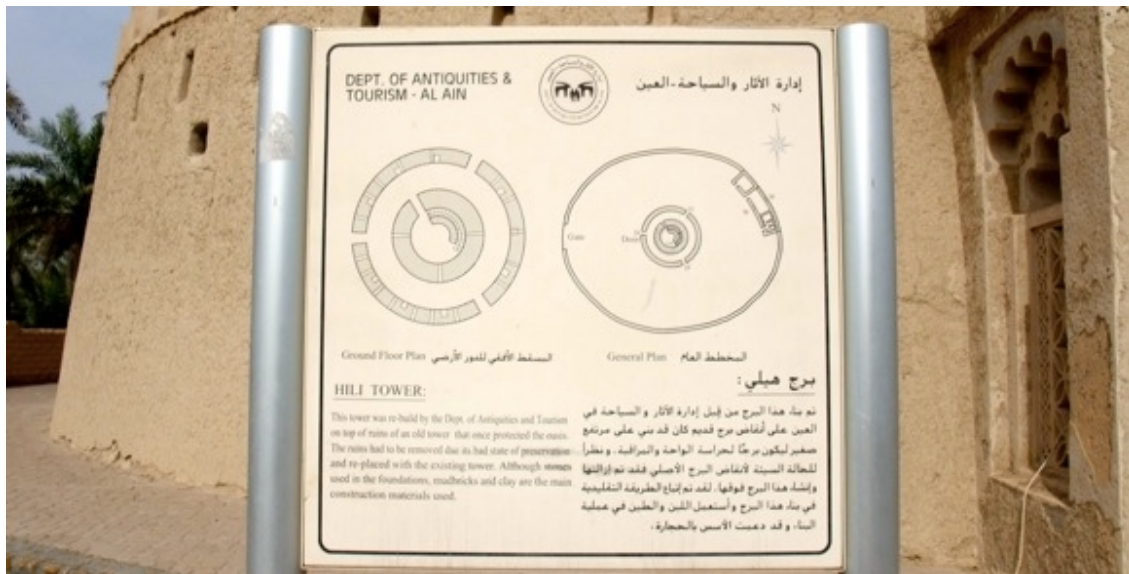 DEPT. OF ANTIQUITIES &
TOURISM - AL AIN
إدارة الآثار والسياحة-العين
N
Gate
Door
Ground Floor Plan المسقط الأفقي للدور الأرضي
General Plan المخطط العام
HILI TOWER:
This tower was re-build by the Dept. of Antiquities and Tourism
on top of ruins of an old tower that once protected the oasis.
The ruins had to be removed due its bad state of preservation
and re-placed with the existing tower. Although stones
used in the foundations, mudbricks and clay are the main
construction materials used.
برج هيلي:
تم بناء هذا البرج من قبل إدارة الآثار والسياحة في
العين على أنقاض برج قديم كان قد بني على مرتفع
صغير ليكون برجًا لحراسة الواحة والمراقبة. ونظراً
للحالة السيئة لأنقاض البرج الأصلي فقد تم إزالتها
وإنشاء هذا البرج فوقها. لقد تم إتباع الطريقة التقليدية
في بناء هذا البرج وأستعمل اللبن والطين في عملية
البناء وقد دعمت الأسس بالحجارة.